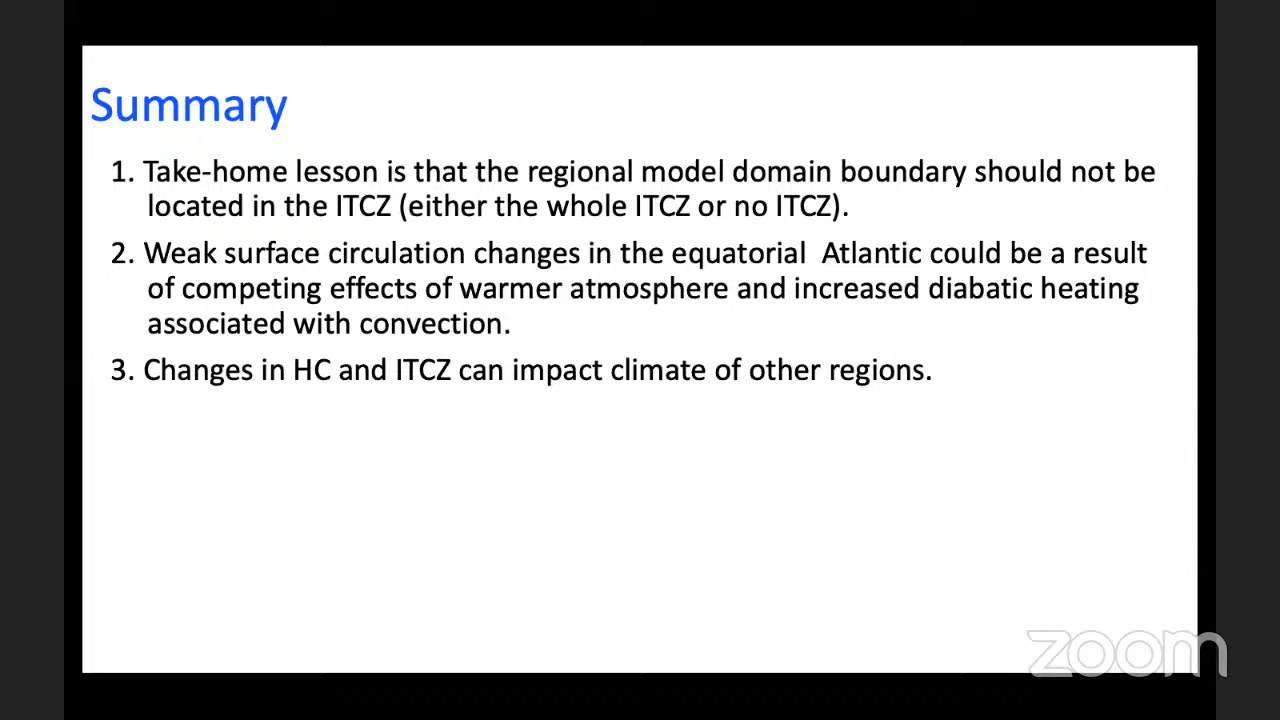 Summary
1. Take-home lesson is that the regional model domain boundary should not be
located in the ITCZ (either the whole ITCZ or no ITCZ).
2. Weak surface circulation changes in the equatorial  Atlantic could be a result
of competing effects of warmer atmosphere and increased diabatic heating
associated with convection.
3. Changes in HC and ITCZ can impact climate of other regions.
zoom